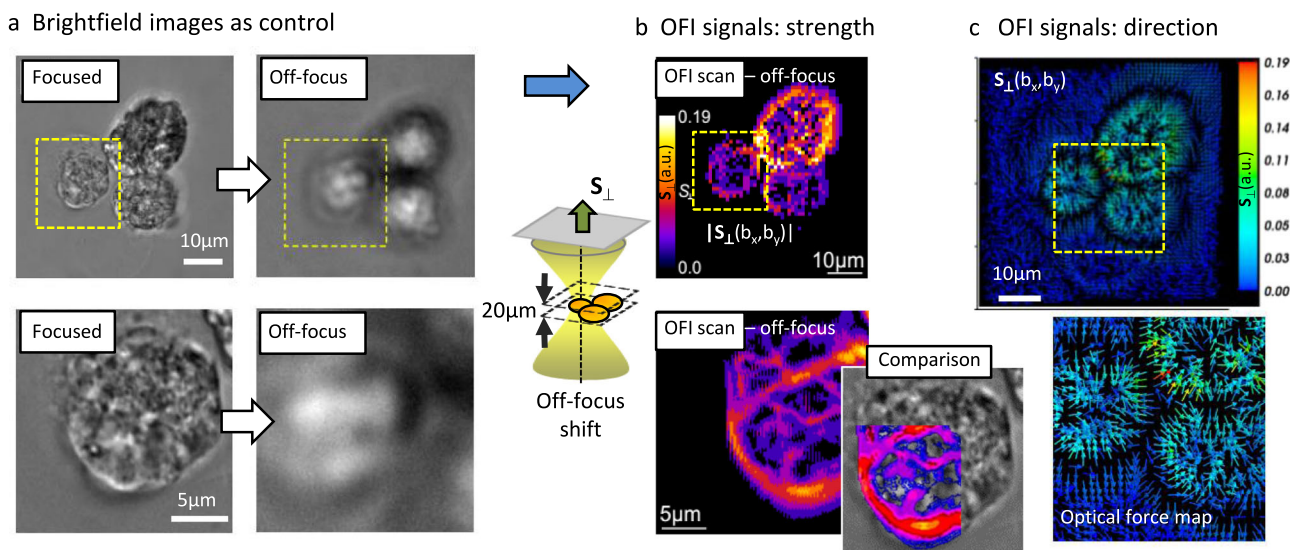 a Brightfield images as control
Focused
Off-focus
10µm
Focused
Off-focus
5µm
S⊥
20µm
Off-focus
shift
b OFI signals: strength
OFI scan – off-focus
0.19
S⊥(a.u.)
S
|S⊥(bx,by)|
0.0
10µm
OFI scan – off-focus
Comparison
5µm
c OFI signals: direction
S⊥(bx,by)
0.19
0.16
0.14
0.11
0.08
0.05
0.03
0.00
S⊥(a.u.)
10µm
Optical force map